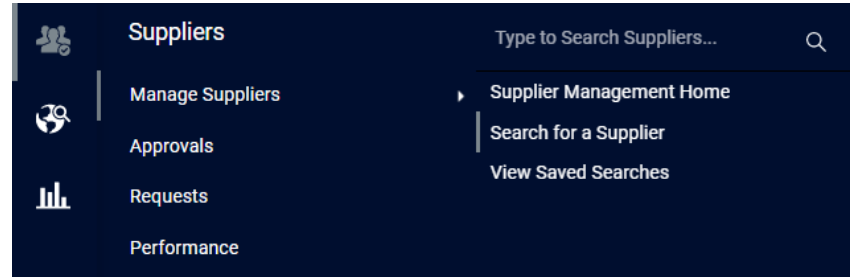 Suppliers
Manage Suppliers
Approvals
Requests
Performance
Type to Search Suppliers...
Supplier Management Home
Search for a Supplier
View Saved Searches